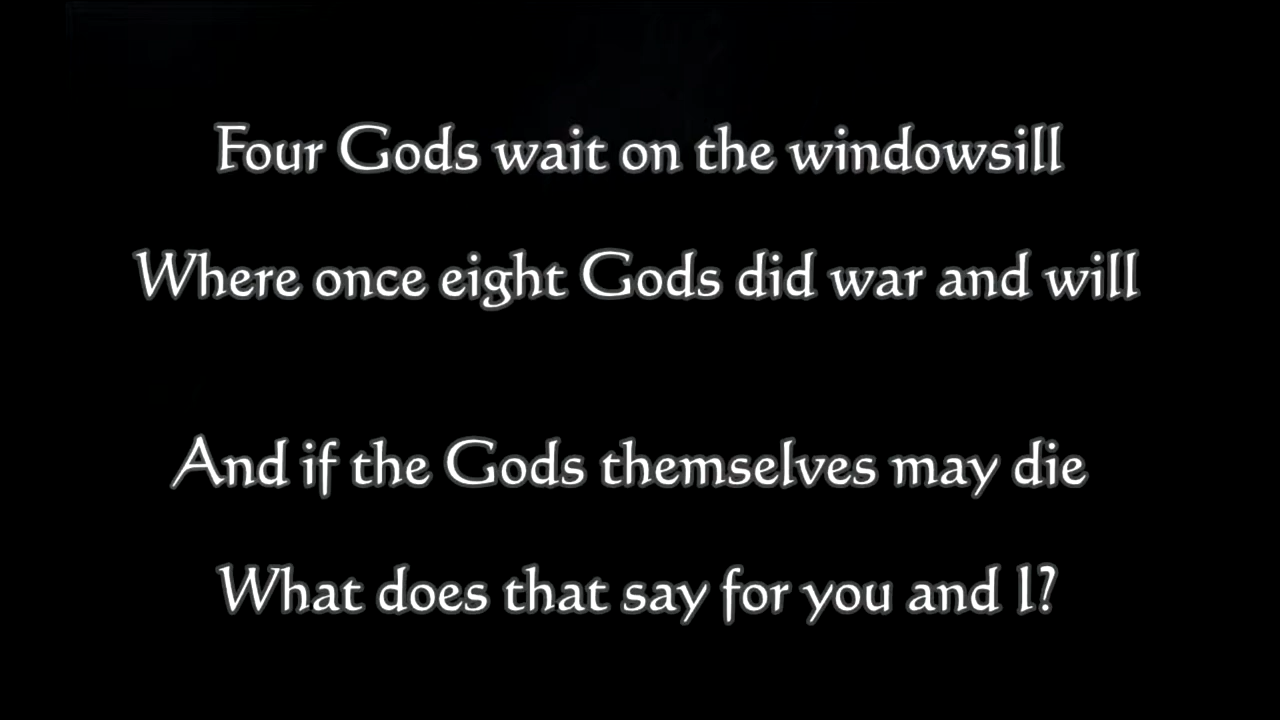 Four Gods wait on the windowsill
Where once eight Gods did war and will
And if the Gods themselves may die
What does that say for you and I?